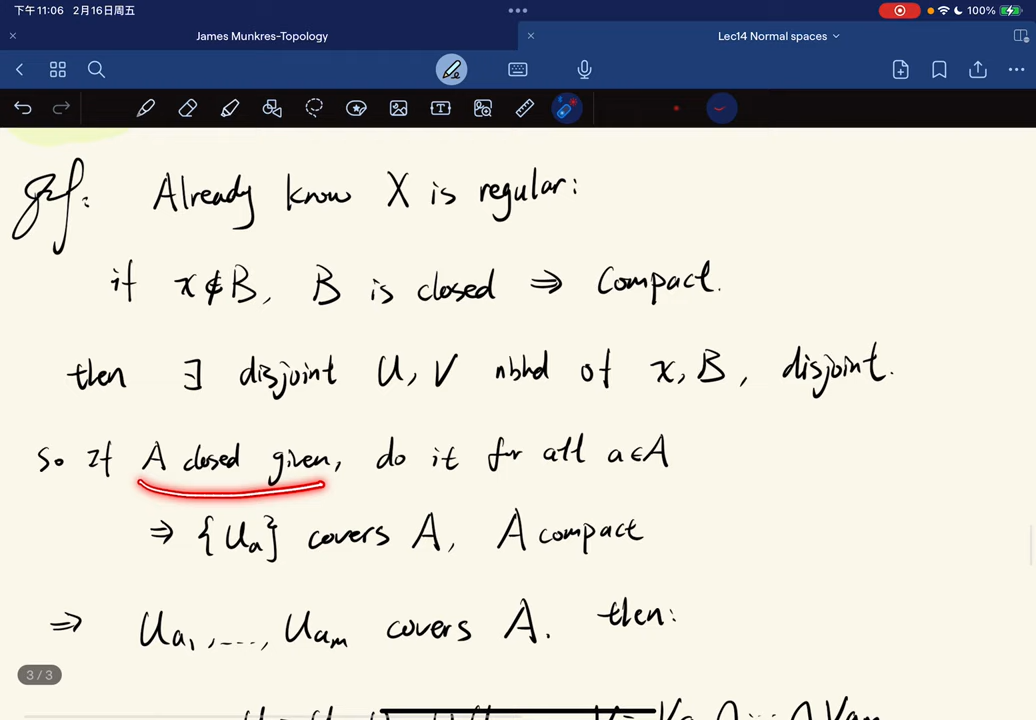 下午11:06 2月16日周五 100%
James Munkres-Topology Lec14 Normal spaces
T
pf: Already know X is regular:
if x∉B, B is closed ⇒ Compact.
then ∃ disjoint U, V nbhd of x, B, disjoint.
So If A closed given, do it for all a∈A
⇒ {Ua} covers A, A compact
⇒ Ua1, ..., Uam covers A. then:
3 / 3